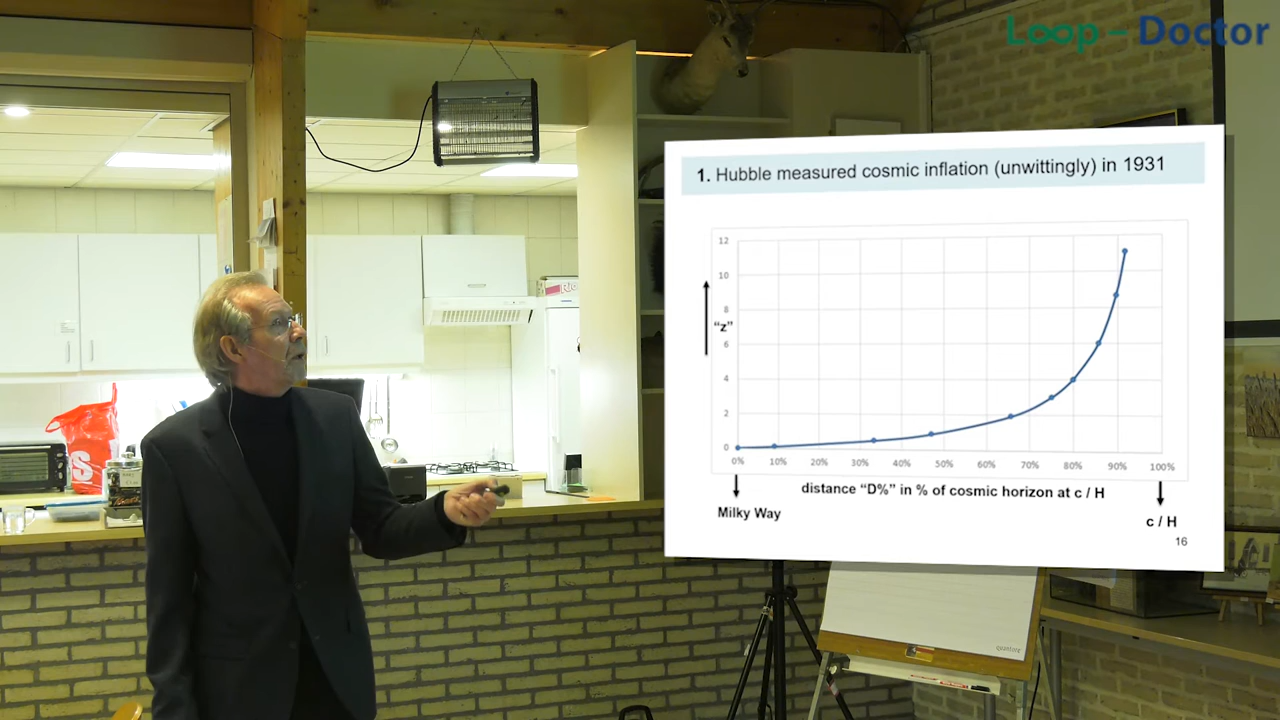 Loop - Doctor
1. Hubble measured cosmic inflation (unwittingly) in 1931
12
10
8
"z"
6
4
2
0
0% 10% 20% 30% 40% 50% 60% 70% 80% 90% 100%
distance "D%" in % of cosmic horizon at c / H
Milky Way
c / H
16